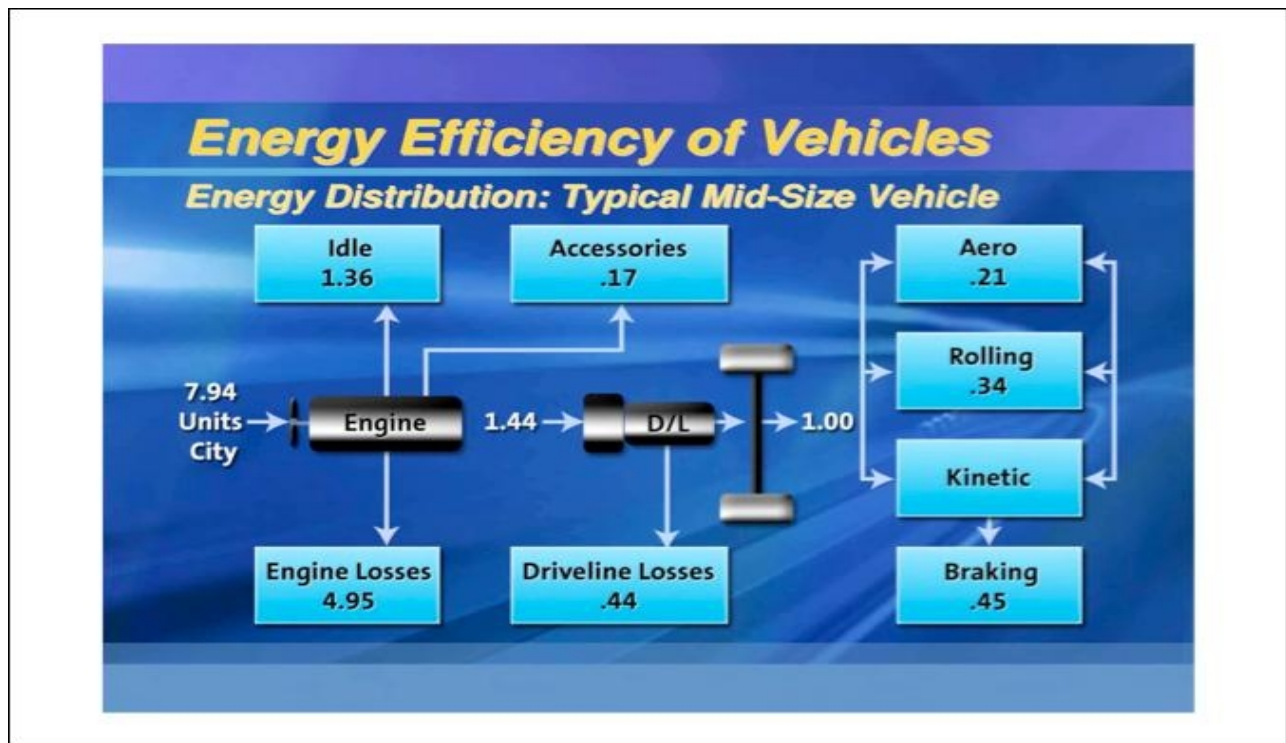 Energy Efficiency of Vehicles
Energy Distribution: Typical Mid-Size Vehicle
Idle
1.36
Accessories
.17
Aero
.21
7.94
Units
City
Engine
1.44
D/L
1.00
Rolling
.34
Kinetic
Engine Losses
4.95
Driveline Losses
.44
Braking
.45